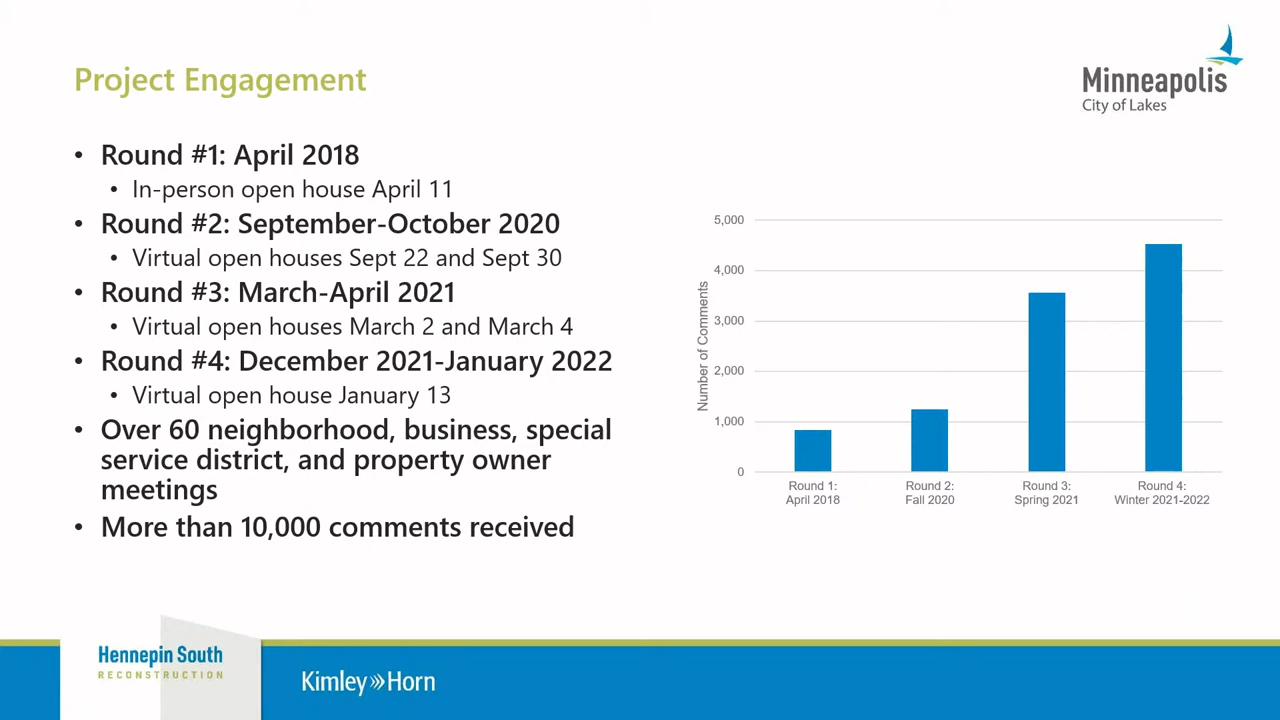 Project Engagement
Minneapolis
City of Lakes
• Round #1: April 2018
• In-person open house April 11
• Round #2: September-October 2020
• Virtual open houses Sept 22 and Sept 30
• Round #3: March-April 2021
• Virtual open houses March 2 and March 4
• Round #4: December 2021-January 2022
• Virtual open house January 13
• Over 60 neighborhood, business, special
service district, and property owner
meetings
• More than 10,000 comments received
Number of Comments
5,000
4,000
3,000
2,000
1,000
0
Round 1:
April 2018
Round 2:
Fall 2020
Round 3:
Spring 2021
Round 4:
Winter 2021-2022
Hennepin South
RECONSTRUCTION
Kimley»Horn